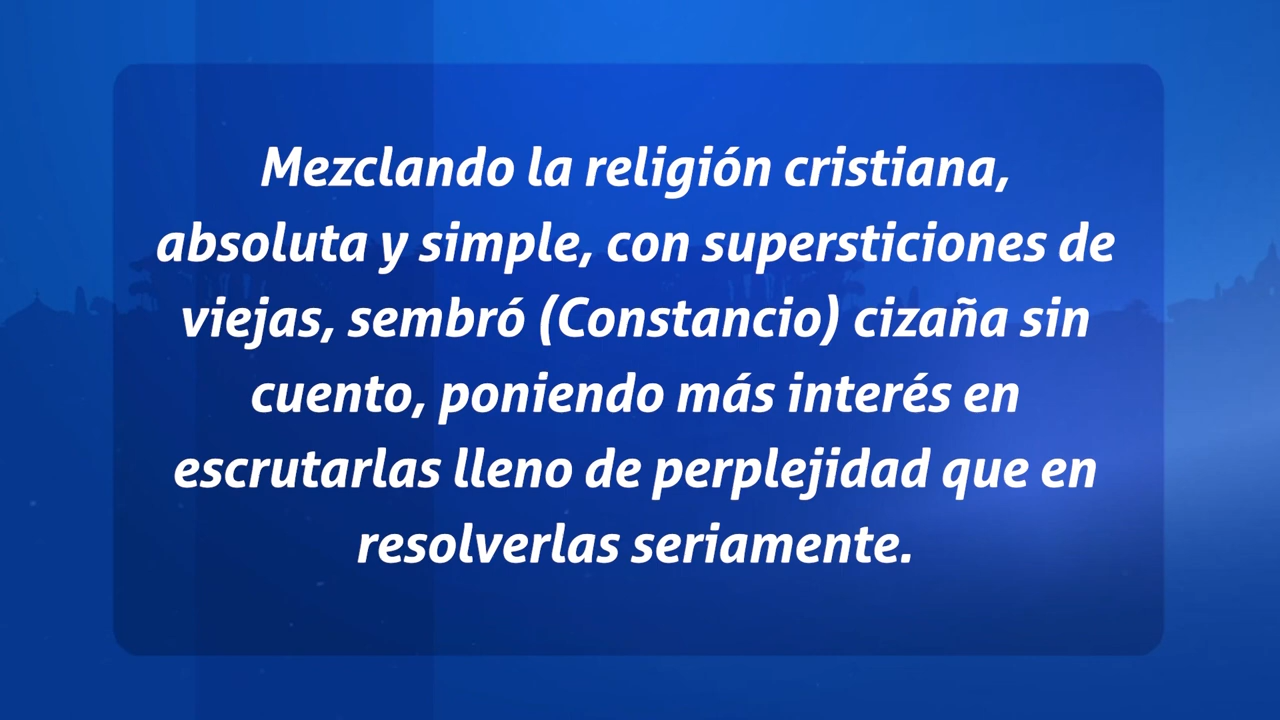 Mezclando la religión cristiana,
absoluta y simple, con supersticiones de
viejas, sembró (Constancio) cizaña sin
cuento, poniendo más interés en
escrutarlas lleno de perplejidad que en
resolverlas seriamente.